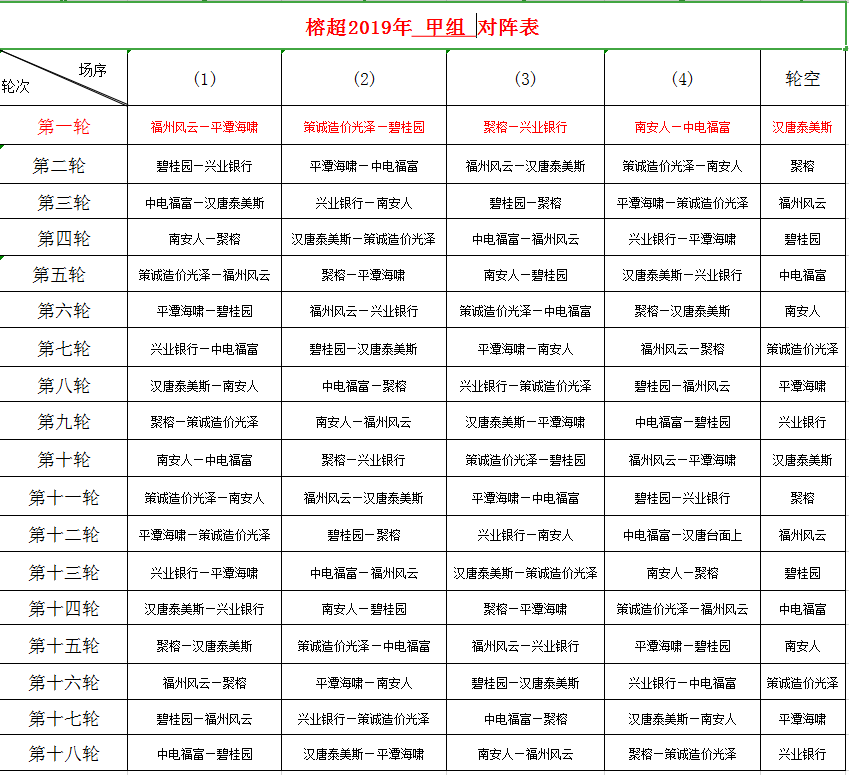 榕超2019年 甲组 对阵表
场序 轮次 （1） （2） （3） （4） 轮空
第一轮 福州风云—平潭海啸 策诚造价光泽—碧桂园 聚榕—兴业银行 南安人—中电福富 汉唐泰美斯
第二轮 碧桂园—兴业银行 平潭海啸—中电福富 福州风云—汉唐泰美斯 策诚造价光泽—南安人 聚榕
第三轮 中电福富—汉唐泰美斯 兴业银行—南安人 碧桂园—聚榕 平潭海啸—策诚造价光泽 福州风云
第四轮 南安人—聚榕 汉唐泰美斯—策诚造价光泽 中电福富—福州风云 兴业银行—平潭海啸 碧桂园
第五轮 策诚造价光泽—福州风云 聚榕—平潭海啸 南安人—碧桂园 汉唐泰美斯—兴业银行 中电福富
第六轮 平潭海啸—碧桂园 福州风云—兴业银行 策诚造价光泽—中电福富 聚榕—汉唐泰美斯 南安人
第七轮 兴业银行—中电福富 碧桂园—汉唐泰美斯 平潭海啸—南安人 福州风云—聚榕 策诚造价光泽
第八轮 汉唐泰美斯—南安人 中电福富—聚榕 兴业银行—策诚造价光泽 碧桂园—福州风云 平潭海啸
第九轮 聚榕—策诚造价光泽 南安人—福州风云 汉唐泰美斯—平潭海啸 中电福富—碧桂园 兴业银行
第十轮 南安人—中电福富 聚榕—兴业银行 策诚造价光泽—碧桂园 福州风云—平潭海啸 汉唐泰美斯
第十一轮 策诚造价光泽—南安人 福州风云—汉唐泰美斯 平潭海啸—中电福富 碧桂园—兴业银行 聚榕
第十二轮 平潭海啸—策诚造价光泽 碧桂园—聚榕 兴业银行—南安人 中电福富—汉唐台面上 福州风云
第十三轮 兴业银行—平潭海啸 中电福富—福州风云 汉唐泰美斯—策诚造价光泽 南安人—聚榕 碧桂园
第十四轮 汉唐泰美斯—兴业银行 南安人—碧桂园 聚榕—平潭海啸 策诚造价光泽—福州风云 中电福富
第十五轮 聚榕—汉唐泰美斯 策诚造价光泽—中电福富 福州风云—兴业银行 平潭海啸—碧桂园 南安人
第十六轮 福州风云—聚榕 平潭海啸—南安人 碧桂园—汉唐泰美斯 兴业银行—中电福富 策诚造价光泽
第十七轮 碧桂园—福州风云 兴业银行—策诚造价光泽 中电福富—聚榕 汉唐泰美斯—南安人 平潭海啸
第十八轮 中电福富—碧桂园 汉唐泰美斯—平潭海啸 南安人—福州风云 聚榕—策诚造价光泽 兴业银行